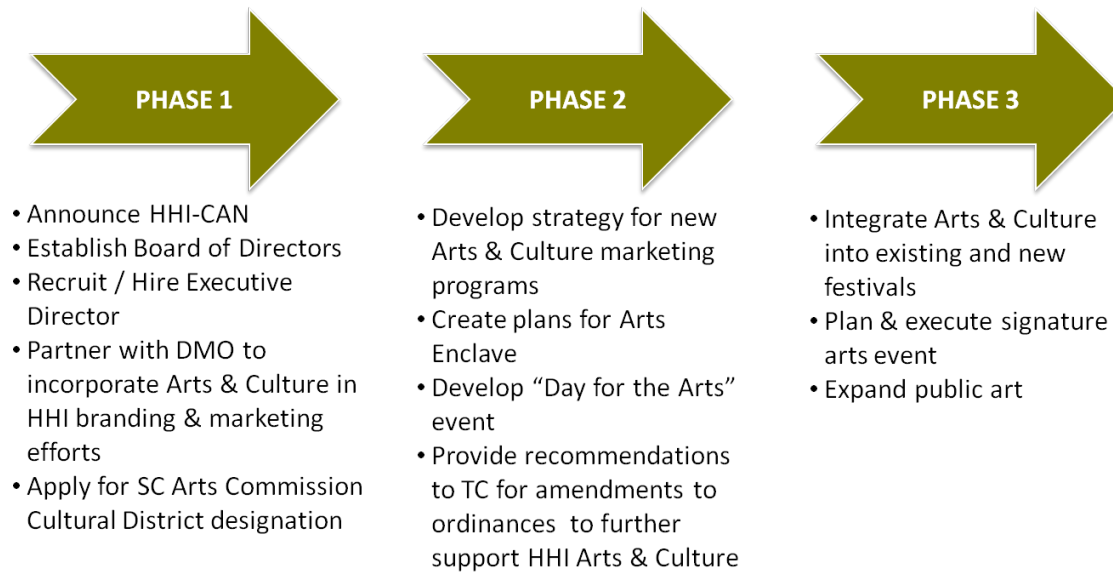 PHASE 1
• Announce HHI-CAN
• Establish Board of Directors
• Recruit / Hire Executive
Director
• Partner with DMO to
incorporate Arts & Culture in
HHI branding & marketing
efforts
• Apply for SC Arts Commission
Cultural District designation
PHASE 2
• Develop strategy for new
Arts & Culture marketing
programs
• Create plans for Arts
Enclave
• Develop “Day for the Arts”
event
• Provide recommendations
to TC for amendments to
ordinances to further
support HHI Arts & Culture
PHASE 3
• Integrate Arts & Culture
into existing and new
festivals
• Plan & execute signature
arts event
• Expand public art